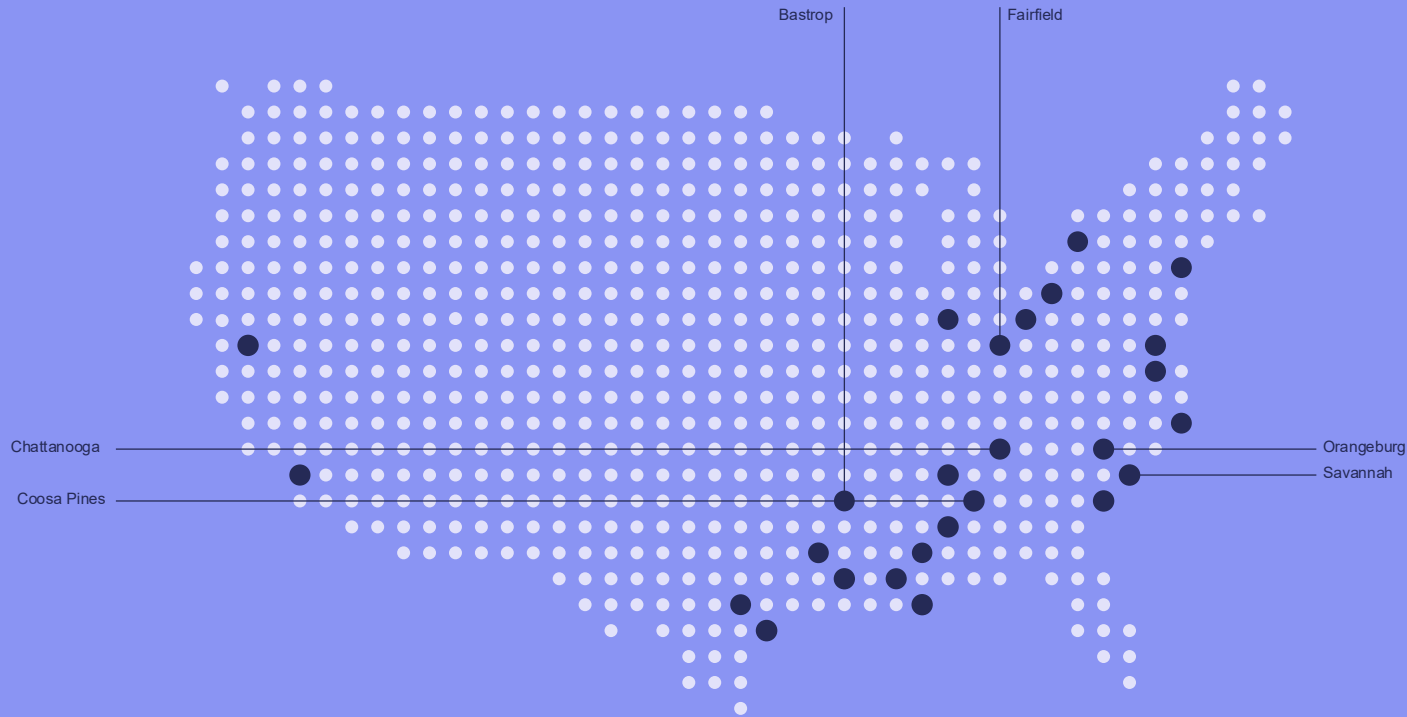 Bastrop
Fairfield
Chattanooga
Orangeburg
Savannah
Coosa Pines